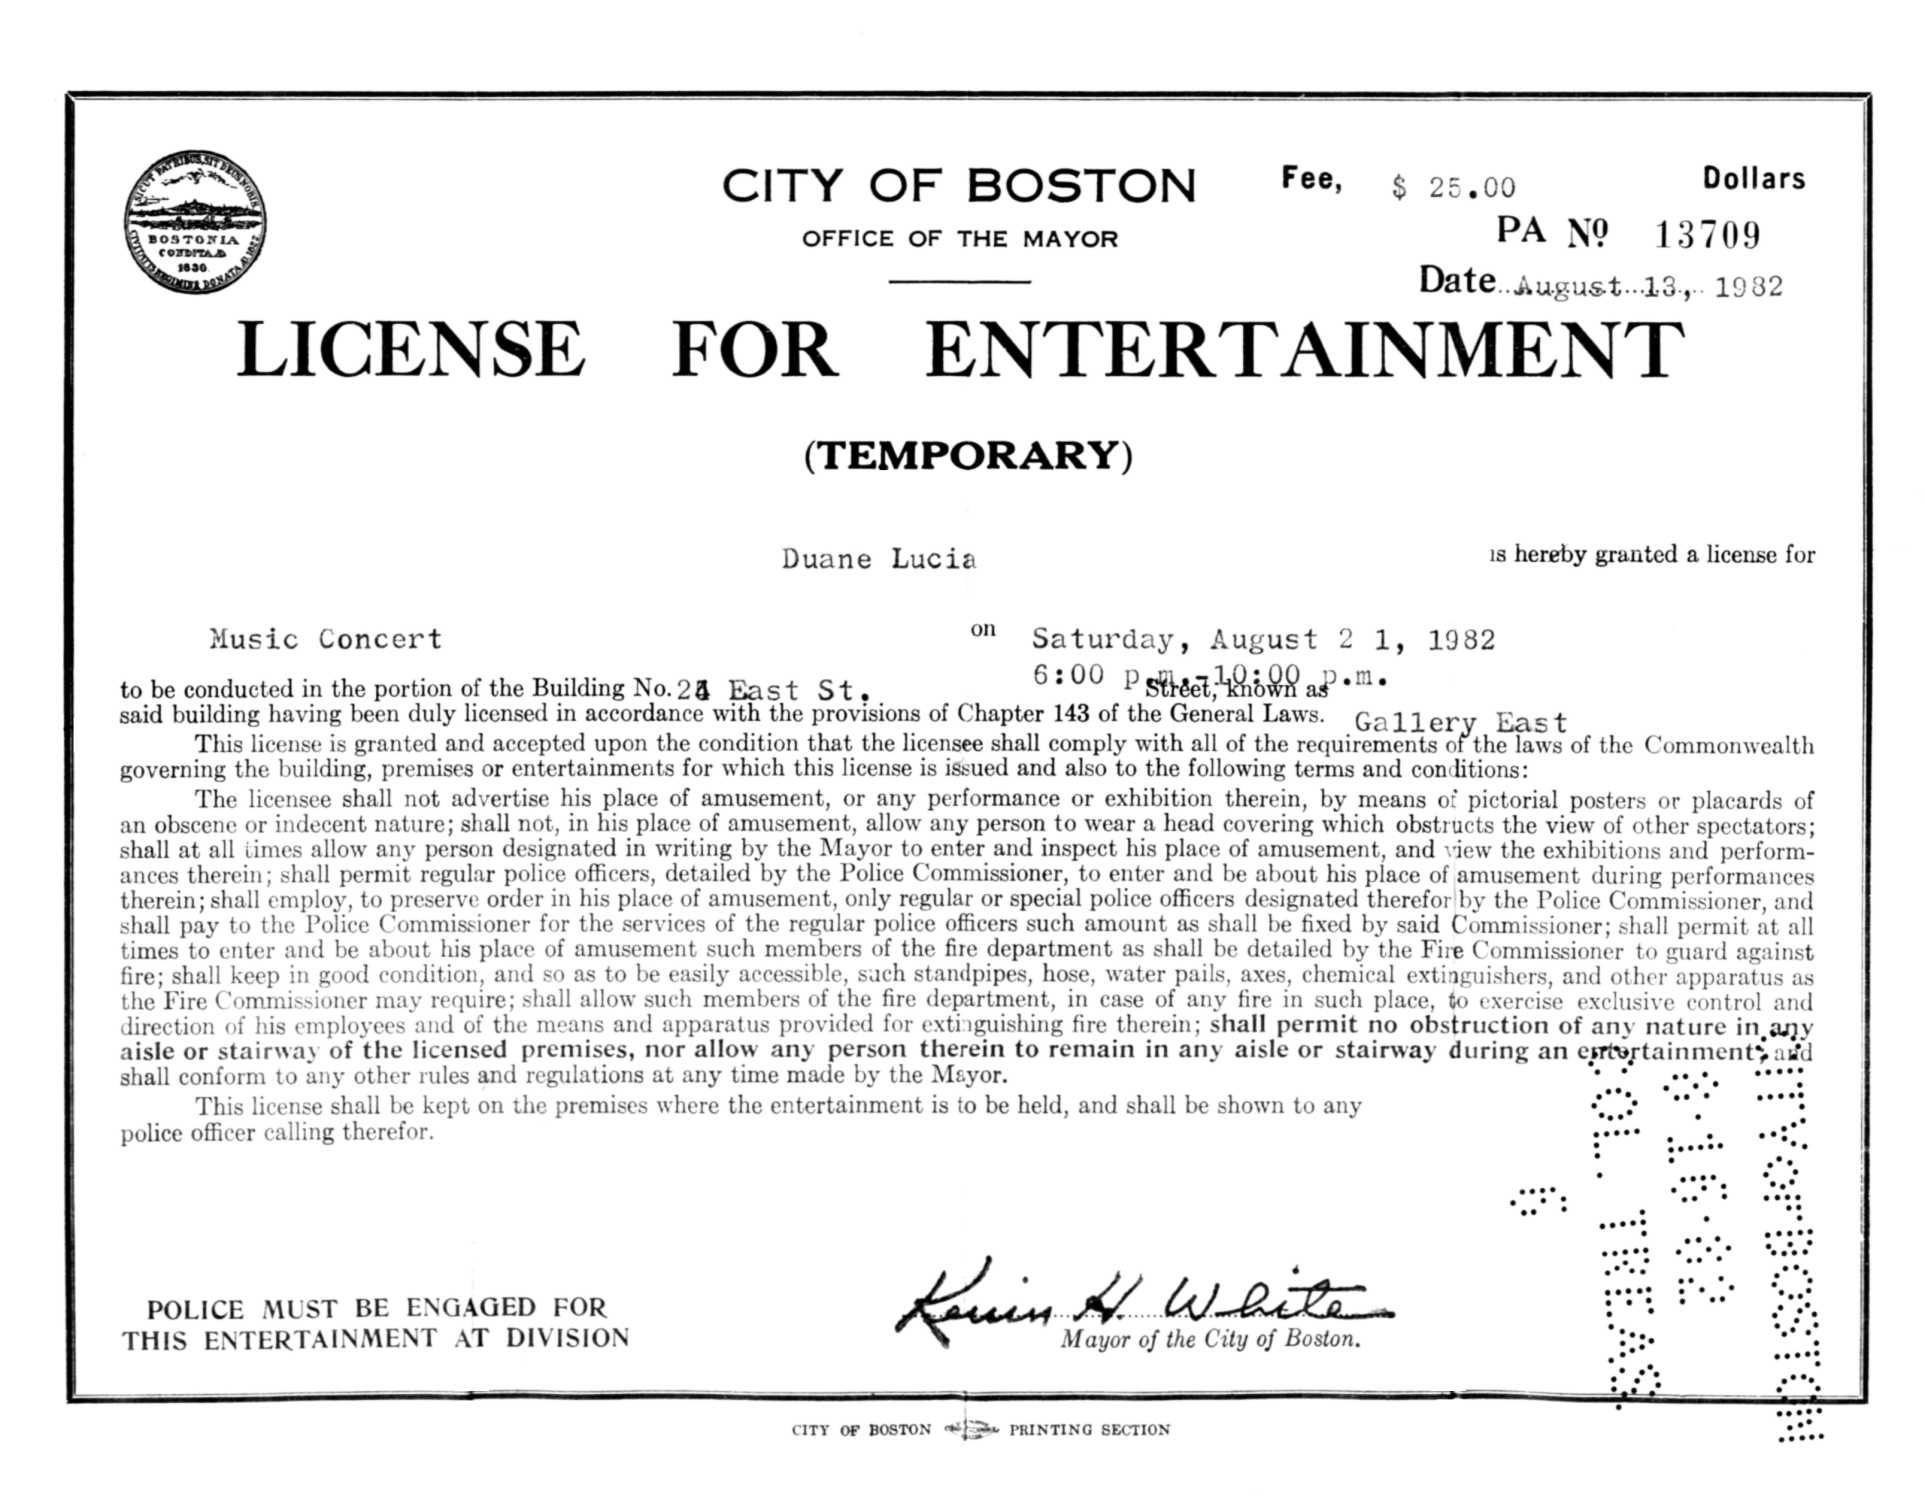 SICUT PATRIBUS, SIT DEUS NOBIS
BOSTONIA
CONDITA A.D.
1630.
CIVITATIS REGIMINE DONATA A.D. 1822.
CITY OF BOSTON
OFFICE OF THE MAYOR
Fee, $ 25.00 Dollars
PA Nº 13709
Date August 13, 1982
LICENSE FOR ENTERTAINMENT
(TEMPORARY)
Duane Lucia is hereby granted a license for
Music Concert on Saturday, August 2 1, 1982
6:00 p.m.-10:00 p.m.
to be conducted in the portion of the Building No. East St. Street, known as
said building having been duly licensed in accordance with the provisions of Chapter 143 of the General Laws. Gallery East
This license is granted and accepted upon the condition that the licensee shall comply with all of the requirements of the laws of the Commonwealth
governing the building, premises or entertainments for which this license is issued and also to the following terms and conditions:
The licensee shall not advertise his place of amusement, or any performance or exhibition therein, by means of pictorial posters or placards of
an obscene or indecent nature; shall not, in his place of amusement, allow any person to wear a head covering which obstructs the view of other spectators;
shall at all times allow any person designated in writing by the Mayor to enter and inspect his place of amusement, and view the exhibitions and perform-
ances therein; shall permit regular police officers, detailed by the Police Commissioner, to enter and be about his place of amusement during performances
therein; shall employ, to preserve order in his place of amusement, only regular or special police officers designated therefor by the Police Commissioner, and
shall pay to the Police Commissioner for the services of the regular police officers such amount as shall be fixed by said Commissioner; shall permit at all
times to enter and be about his place of amusement such members of the fire department as shall be detailed by the Fire Commissioner to guard against
fire; shall keep in good condition, and so as to be easily accessible, such standpipes, hose, water pails, axes, chemical extinguishers, and other apparatus as
the Fire Commissioner may require; shall allow such members of the fire department, in case of any fire in such place, to exercise exclusive control and
direction of his employees and of the means and apparatus provided for extinguishing fire therein; shall permit no obstruction of any nature in any
aisle or stairway of the licensed premises, nor allow any person therein to remain in any aisle or stairway during an entertainment; and
shall conform to any other rules and regulations at any time made by the Mayor.
This license shall be kept on the premises where the entertainment is to be held, and shall be shown to any
police officer calling therefor.
CITY OF BOSTON
8·16·82
COL-TREAS
POLICE MUST BE ENGAGED FOR
THIS ENTERTAINMENT AT DIVISION
Kevin H. White
Mayor of the City of Boston.
CITY OF BOSTON PRINTING SECTION